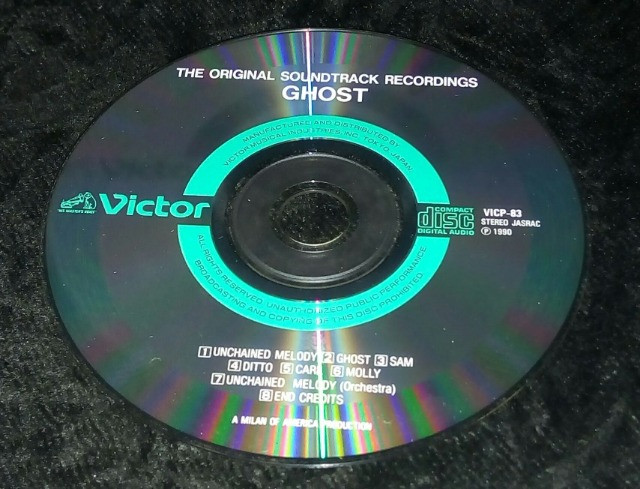 THE ORIGINAL SOUNDTRACK RECORDINGS
GHOST
MANUFACTURED AND DISTRIBUTED BY
VICTOR MUSICAL INDUSTRIES, INC. TOKYO, JAPAN
"HIS MASTER'S VOICE"
Victor
COMPACT
disc
DIGITAL AUDIO
VICP-83
STEREO JASRAC
Ⓟ 1990
ALL RIGHTS RESERVED. UNAUTHORIZED PUBLIC PERFORMANCE
BROADCASTING AND COPYING OF THIS DISC PROHIBITED
1 UNCHAINED MELODY 2 GHOST 3 SAM
4 DITTO 5 CARL 6 MOLLY
7 UNCHAINED MELODY (Orchestra)
8 END CREDITS
A MILAN OF AMERICA PRODUCTION